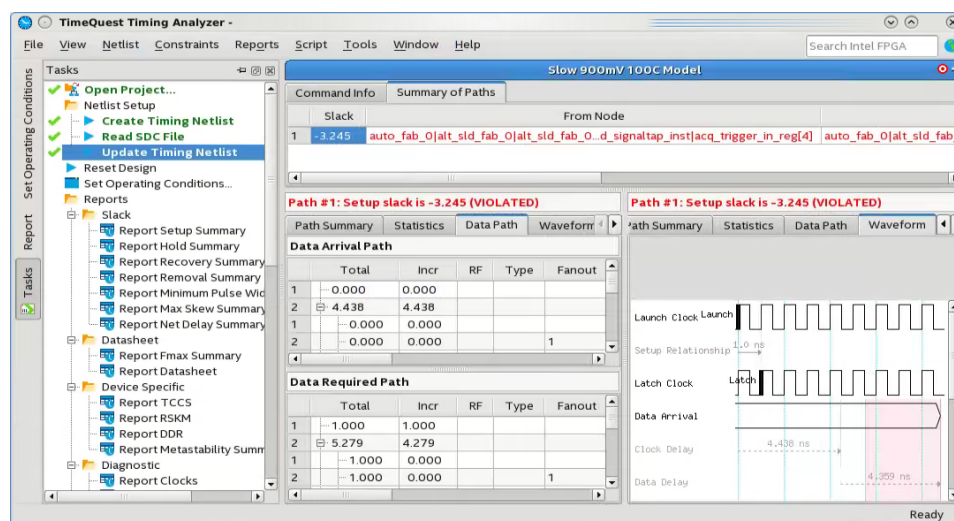 TimeQuest Timing Analyzer -
File View Netlist Constraints Reports Script Tools Window Help
Search Intel FPGA
Set Operating Conditions
Report
Tasks
Tasks
Open Project...
Netlist Setup
Create Timing Netlist
Read SDC File
Update Timing Netlist
Reset Design
Set Operating Conditions...
Reports
Slack
Report Setup Summary
Report Hold Summary
Report Recovery Summary
Report Removal Summary
Report Minimum Pulse Wid
Report Max Skew Summary
Report Net Delay Summary
Datasheet
Report Fmax Summary
Report Datasheet
Device Specific
Report TCCS
Report RSKM
Report DDR
Report Metastability Summ
Diagnostic
Report Clocks
Slow 900mV 100C Model
Command Info Summary of Paths
Slack From Node
1 -3.245 auto_fab_0|alt_sld_fab_0|alt_sld_fab_0...d_signaltap_inst|acq_trigger_in_reg[4] auto_fab_0|alt_sld_fab
Path #1: Setup slack is -3.245 (VIOLATED)
Path Summary Statistics Data Path Waveform
Data Arrival Path
Total Incr RF Type Fanout
1 0.000 0.000
2 4.438 4.438
1 0.000 0.000
2 0.000 0.000 1
Data Required Path
Total Incr RF Type Fanout
1 1.000 1.000
2 5.279 4.279
1 1.000 0.000
2 1.000 0.000 1
Path #1: Setup slack is -3.245 (VIOLATED)
ath Summary Statistics Data Path Waveform
Launch Clock Launch
Setup Relationship 1.0 ns
Latch Clock Latch
Data Arrival
Clock Delay 4.438 ns
Data Delay 4.359 ns
Ready